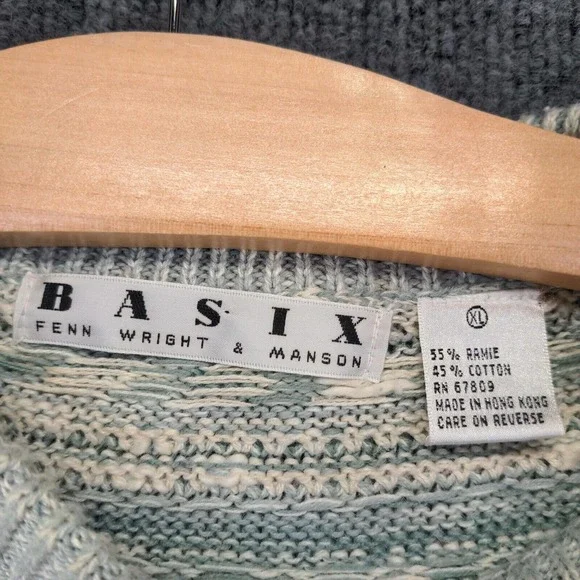 BASIX
FENN WRIGHT & MANSON
XL
55% RAMIE
45% COTTON
RN 67809
MADE IN HONG KONG
CARE ON REVERSE